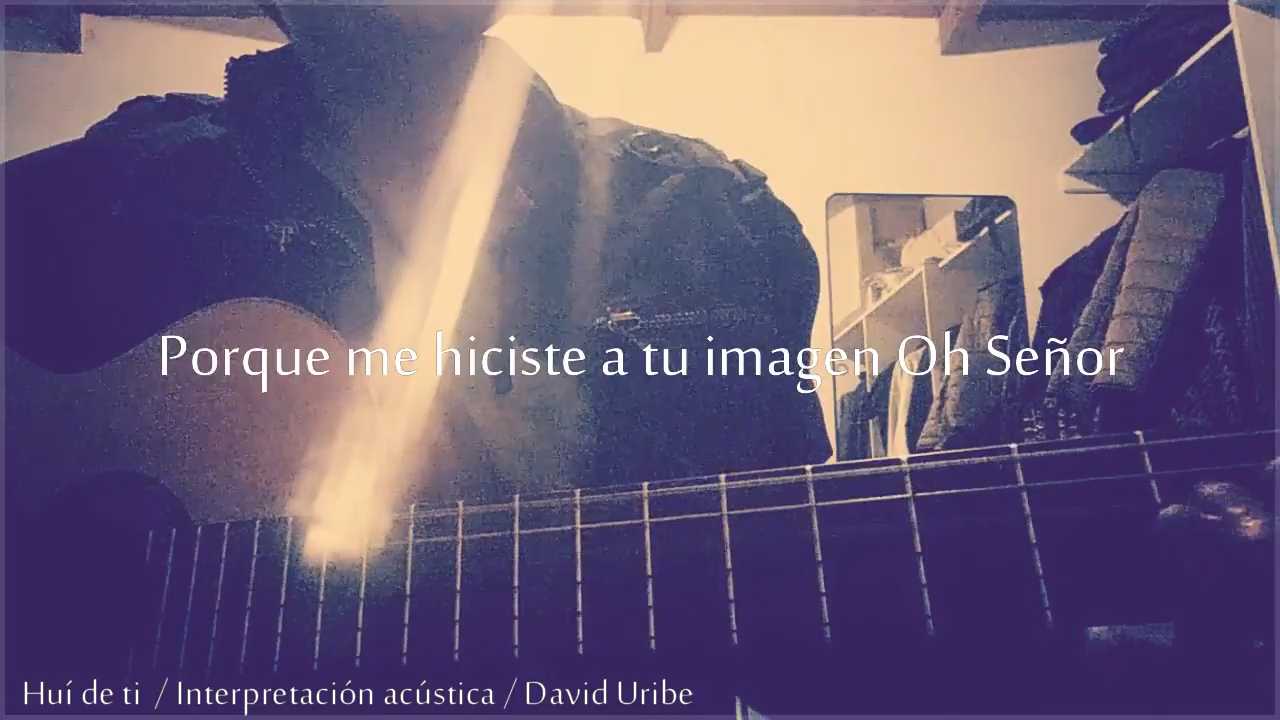 Porque me hiciste a tu imagen Oh Señor
Huí de ti / Interpretación acústica / David Uribe